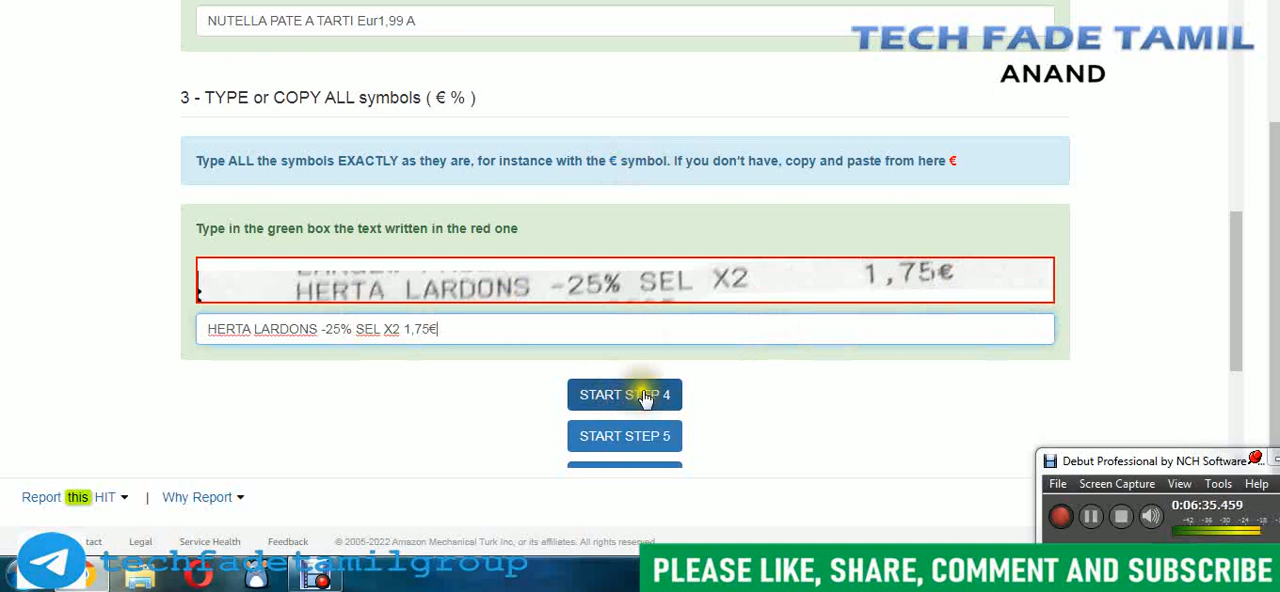 NUTELLA PATE A TARTI Eur1,99 A
TECH FADE TAMIL
ANAND
3 - TYPE or COPY ALL symbols ( € % )
Type ALL the symbols EXACTLY as they are, for instance with the € symbol. If you don't have, copy and paste from here €
Type in the green box the text written in the red one
HERTA LARDONS -25% SEL X2 1,75€
HERTA LARDONS -25% SEL X2 1,75€
START STEP 4
START STEP 5
Debut Professional by NCH Software
File Screen Capture View Tools Help
0:06:35.459
-42 -36 -30 -24 -18
Report this HIT | Why Report
Legal Service Health Feedback © 2005-2022 Amazon Mechanical Turk, Inc, or its affiliates. All rights reserved.
techfadetamilgroup
PLEASE LIKE, SHARE, COMMENT AND SUBSCRIBE